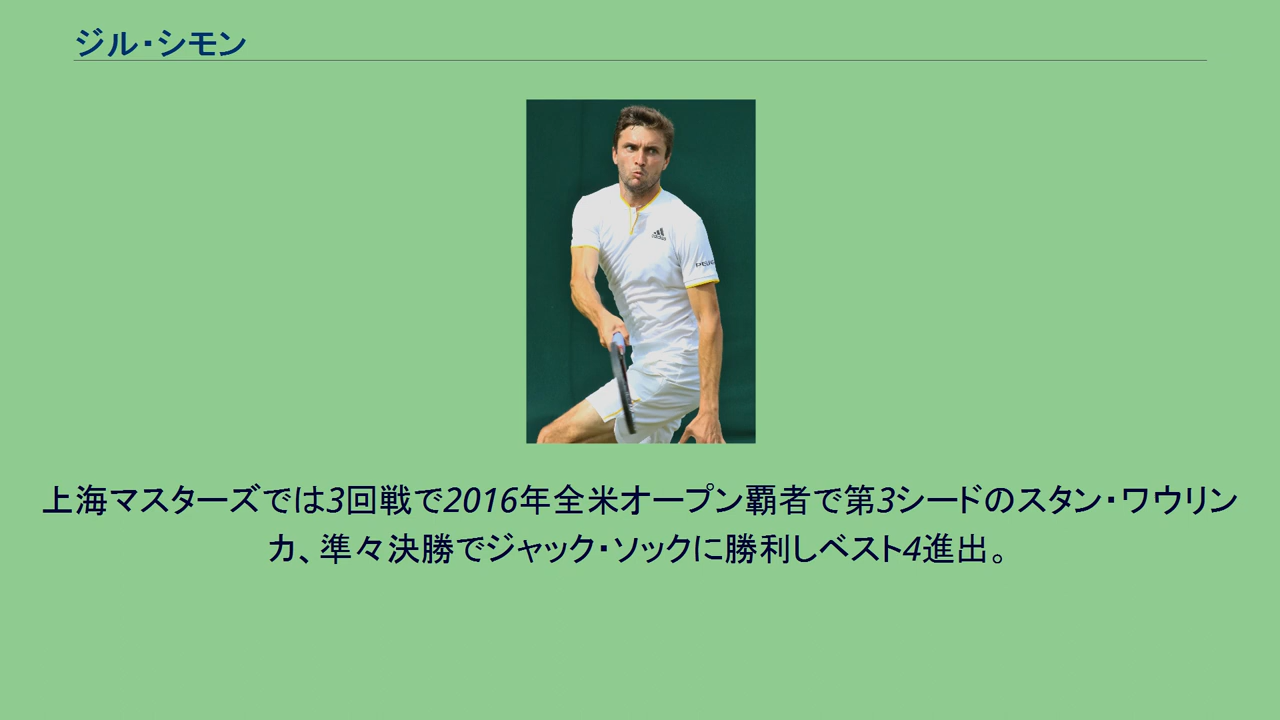 ジル・シモン
上海マスターズでは3回戦で2016年全米オープン覇者で第3シードのスタン・ワウリン
カ、準々決勝でジャック・ソックに勝利しベスト4進出。